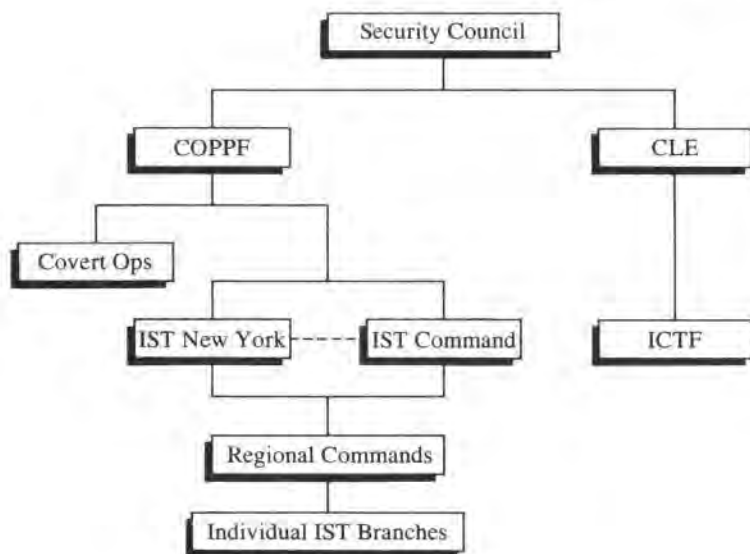 Security Council
COPPF
CLE
Covert Ops
IST New York
IST Command
ICTF
Regional Commands
Individual IST Branches